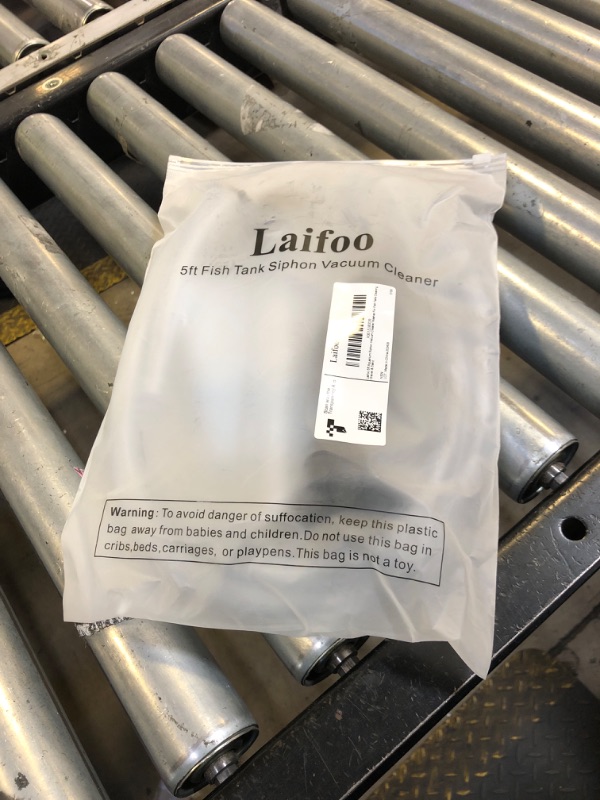 Laifoo
5ft Fish Tank Siphon Vacuum Cleaner
Laifoo
Warning: To avoid danger of suffocation, keep this plastic
bag away from babies and children.Do not use this bag in
cribs,beds,carriages, or playpens.This bag is not a toy.